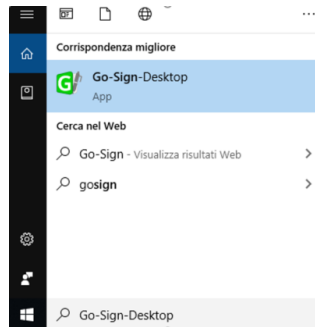 Corrispondenza migliore
Go-Sign-Desktop
App
Cerca nel Web
Go-Sign - Visualizza risultati Web
gosign
Go-Sign-Desktop